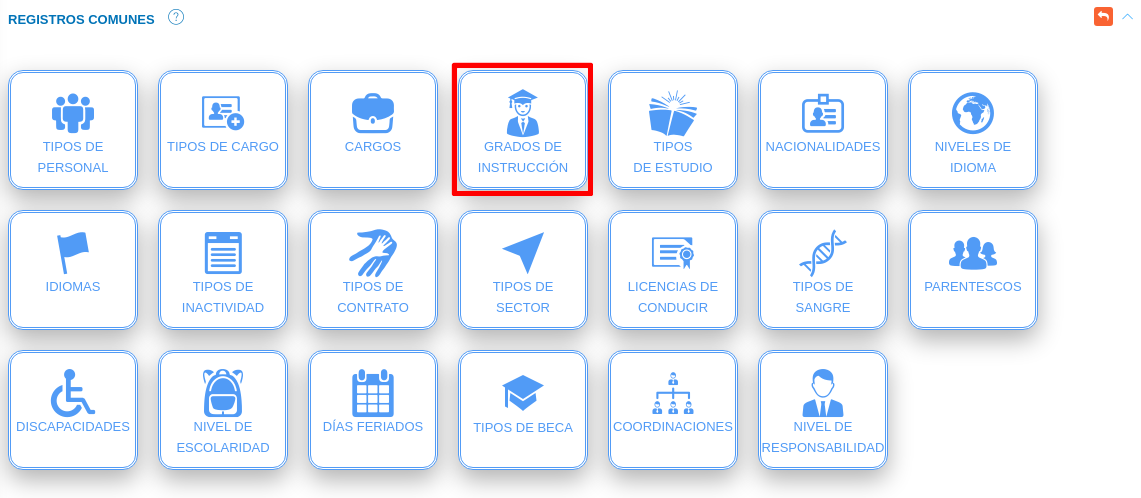 REGISTROS COMUNES ?
TIPOS DE
PERSONAL
TIPOS DE CARGO
CARGOS
GRADOS DE
INSTRUCCIÓN
TIPOS
DE ESTUDIO
NACIONALIDADES
NIVELES DE
IDIOMA
IDIOMAS
TIPOS DE
INACTIVIDAD
TIPOS DE
CONTRATO
TIPOS DE
SECTOR
LICENCIAS DE
CONDUCIR
TIPOS DE
SANGRE
PARENTESCOS
DISCAPACIDADES
NIVEL DE
ESCOLARIDAD
DÍAS FERIADOS
TIPOS DE BECA
COORDINACIONES
NIVEL DE
RESPONSABILIDAD